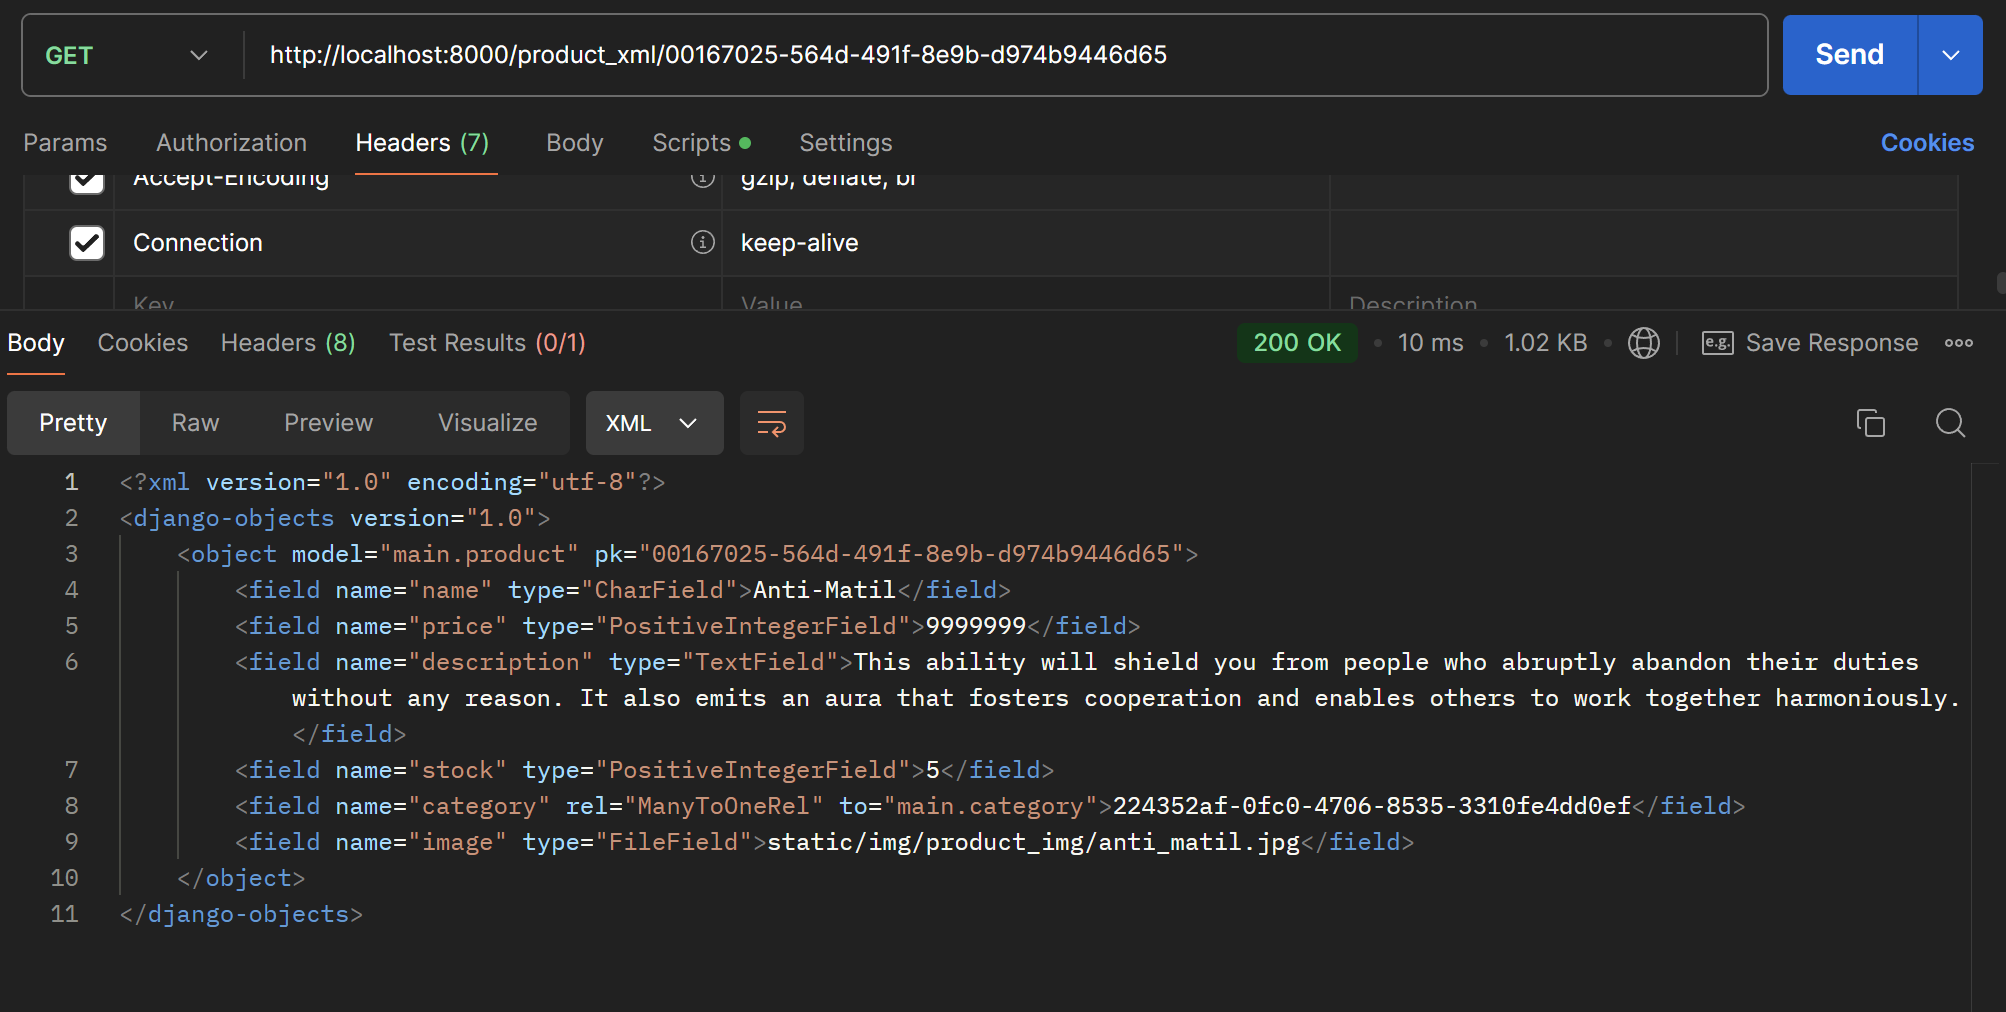 GET http://localhost:8000/product_xml/00167025-564d-491f-8e9b-d974b9446d65 Send
Params Authorization Headers (7) Body Scripts Settings Cookies
Accept-Encoding gzip, deflate, br
Connection keep-alive
Key Value Description
Body Cookies Headers (8) Test Results (0/1) 200 OK • 10 ms • 1.02 KB • e.g. Save Response
Pretty Raw Preview Visualize XML
1 <?xml version="1.0" encoding="utf-8"?>
2 <django-objects version="1.0">
3 <object model="main.product" pk="00167025-564d-491f-8e9b-d974b9446d65">
4 <field name="name" type="CharField">Anti-Matil</field>
5 <field name="price" type="PositiveIntegerField">9999999</field>
6 <field name="description" type="TextField">This ability will shield you from people who abruptly abandon their duties
without any reason. It also emits an aura that fosters cooperation and enables others to work together harmoniously.
</field>
7 <field name="stock" type="PositiveIntegerField">5</field>
8 <field name="category" rel="ManyToOneRel" to="main.category">224352af-0fc0-4706-8535-3310fe4dd0ef</field>
9 <field name="image" type="FileField">static/img/product_img/anti_matil.jpg</field>
10 </object>
11 </django-objects>